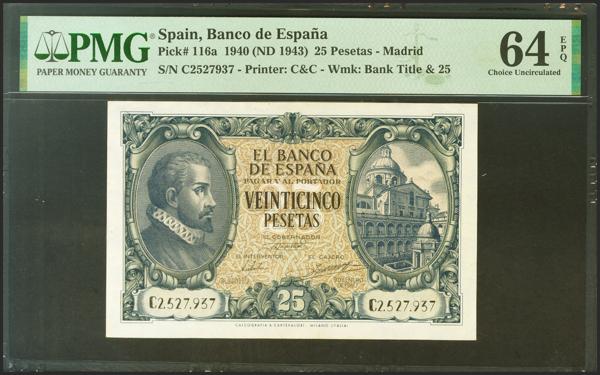 PMG
PAPER MONEY GUARANTY
Spain, Banco de España
Pick# 116a 1940 (ND 1943) 25 Pesetas - Madrid
S/N C2527937 - Printer: C&C - Wmk: Bank Title & 25
64 EPQ
Choice Uncirculated
EL BANCO
DE ESPAÑA
PAGARÁ AL PORTADOR
VEINTICINCO
PESETAS
EL GOBERNADOR
EL INTERVENTOR EL CAJERO
C2.527.937 25 C2.527.937
CALCOGRAFIA & CARTEVALORI - MILANO (ITALIA)